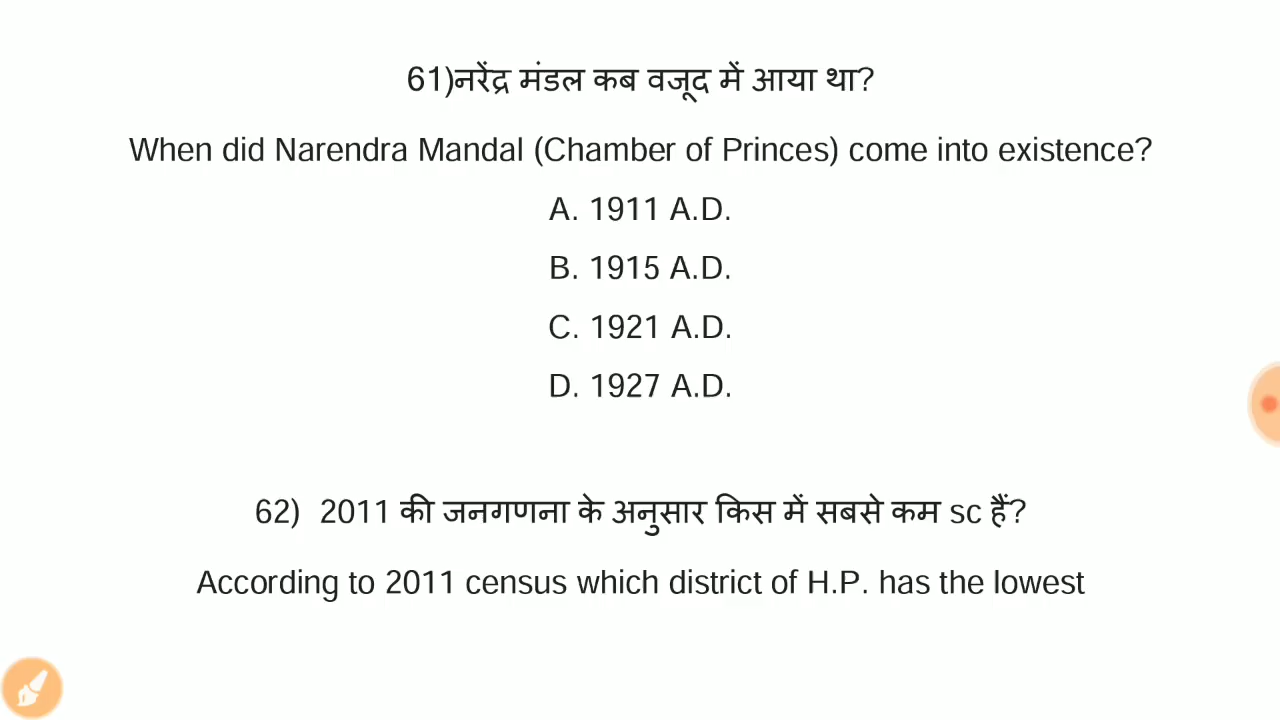 61)नरेंद्र मंडल कब वजूद में आया था?
When did Narendra Mandal (Chamber of Princes) come into existence?
A. 1911 A.D.
B. 1915 A.D.
C. 1921 A.D.
D. 1927 A.D.
62) 2011 की जनगणना के अनुसार किस में सबसे कम sc हैं?
According to 2011 census which district of H.P. has the lowest